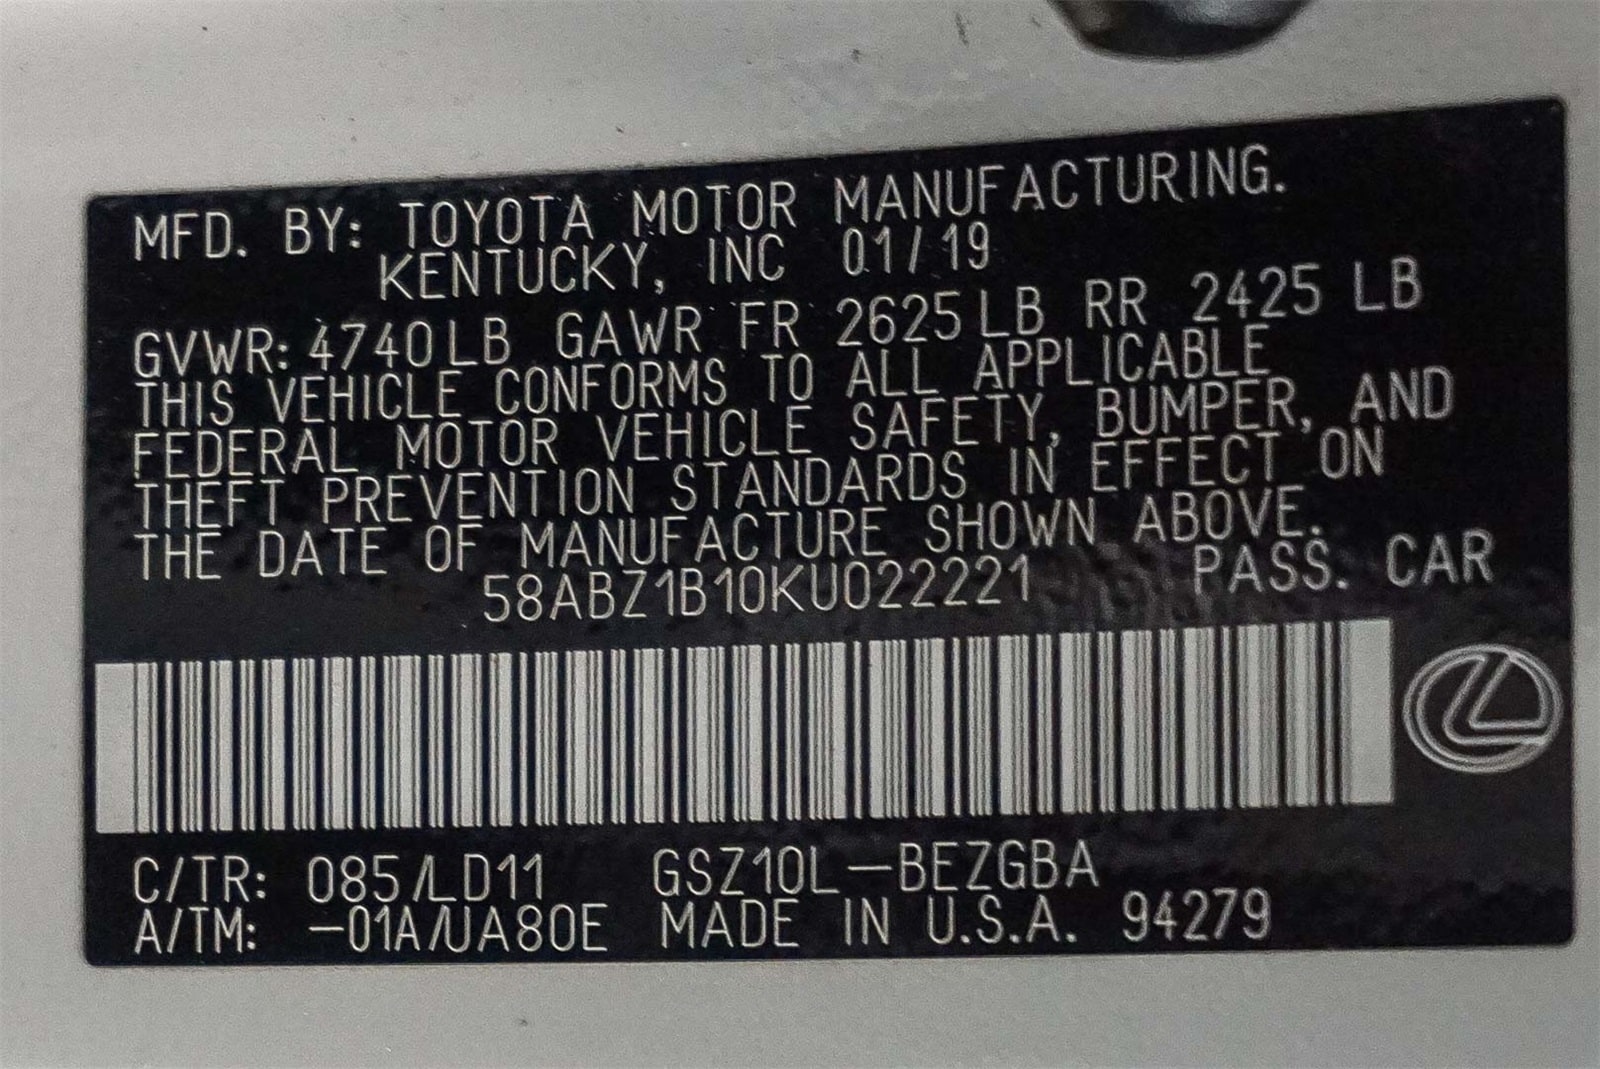 MFD. BY: TOYOTA MOTOR MANUFACTURING.
KENTUCKY, INC 01/19
GVWR: 4740LB GAWR FR 2625LB RR 2425 LB
THIS VEHICLE CONFORMS TO ALL APPLICABLE
FEDERAL MOTOR VEHICLE SAFETY, BUMPER, AND
THEFT PREVENTION STANDARDS IN EFFECT ON
THE DATE OF MANUFACTURE SHOWN ABOVE.
58ABZ1B10KU022221 PASS. CAR
C/TR: 085/LD11 GSZ10L-BEZGBA
A/TM: -01A/UA80E MADE IN U.S.A. 94279